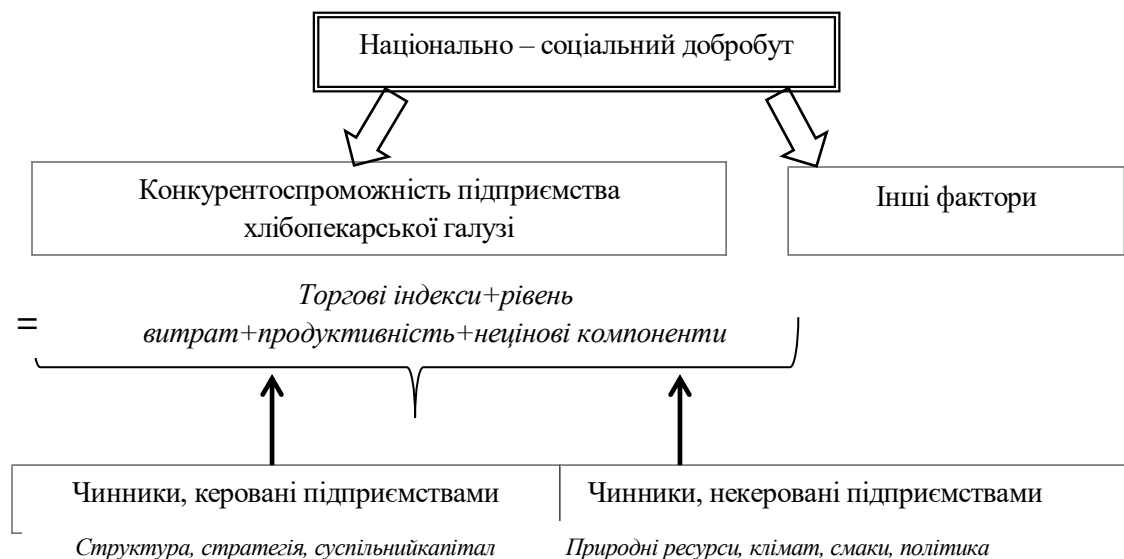 Національно – соціальний добробут
Конкурентоспроможність підприємства
хлібопекарської галузі
Інші фактори
Торгові індекси+рівень
= витрат+продуктивність+нецінові компоненти
Чинники, керовані підприємствами
Чинники, некеровані підприємствами
Структура, стратегія, суспільнийкапітал
Природні ресурси, клімат, смаки, політика